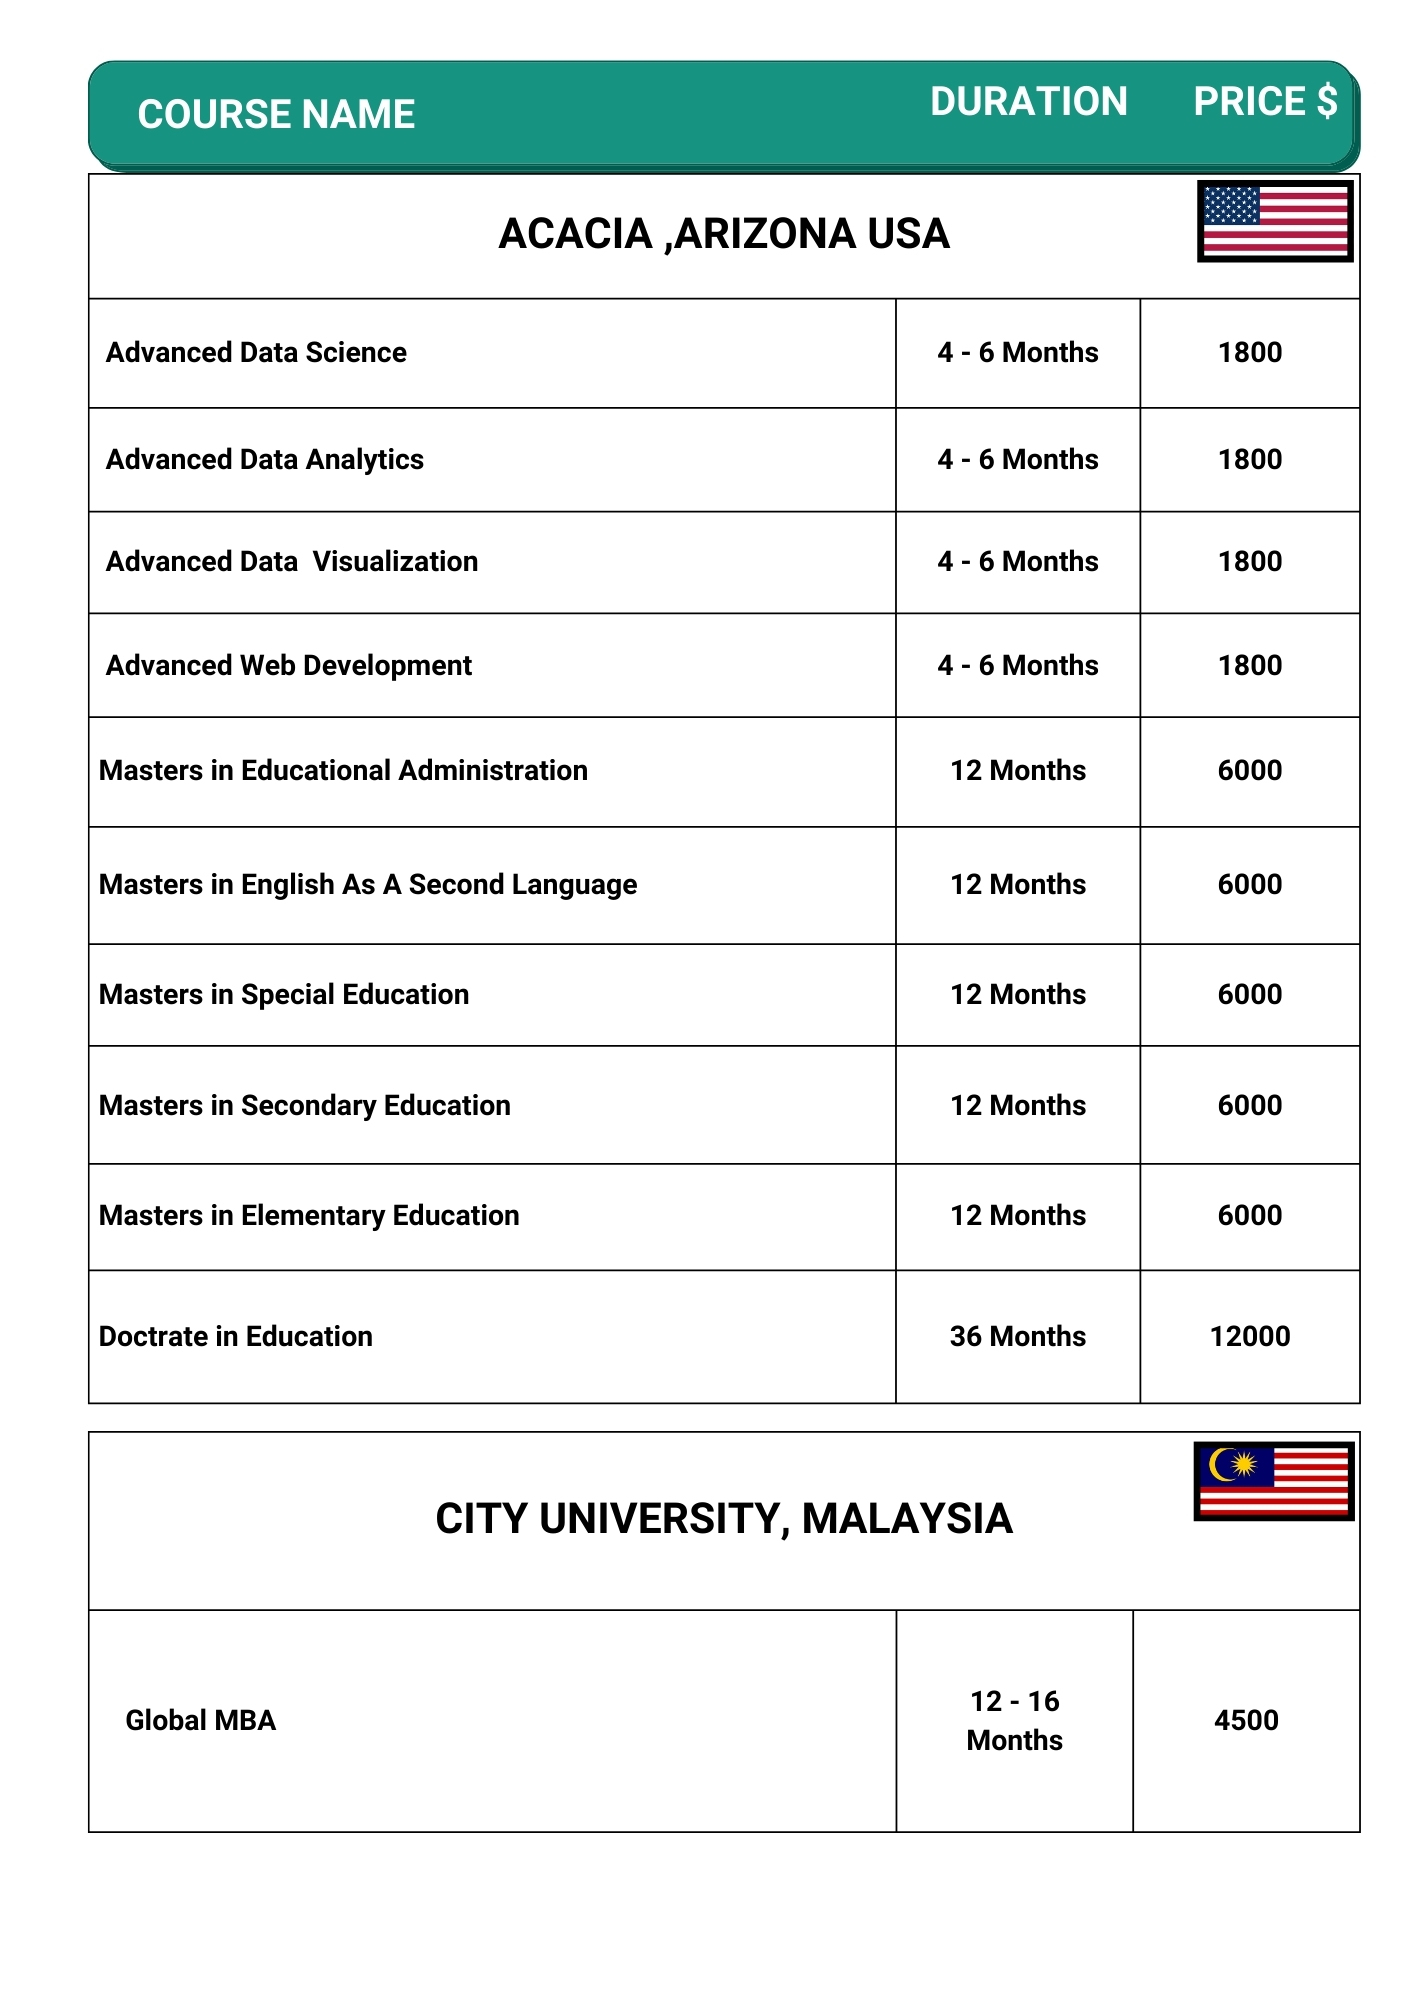 COURSE NAME DURATION PRICE $
ACACIA ,ARIZONA USA
Advanced Data Science 4 - 6 Months 1800
Advanced Data Analytics 4 - 6 Months 1800
Advanced Data  Visualization 4 - 6 Months 1800
Advanced Web Development 4 - 6 Months 1800
Masters in Educational Administration 12 Months 6000
Masters in English As A Second Language 12 Months 6000
Masters in Special Education 12 Months 6000
Masters in Secondary Education 12 Months 6000
Masters in Elementary Education 12 Months 6000
Doctrate in Education 36 Months 12000
CITY UNIVERSITY, MALAYSIA
Global MBA 12 - 16
Months 4500